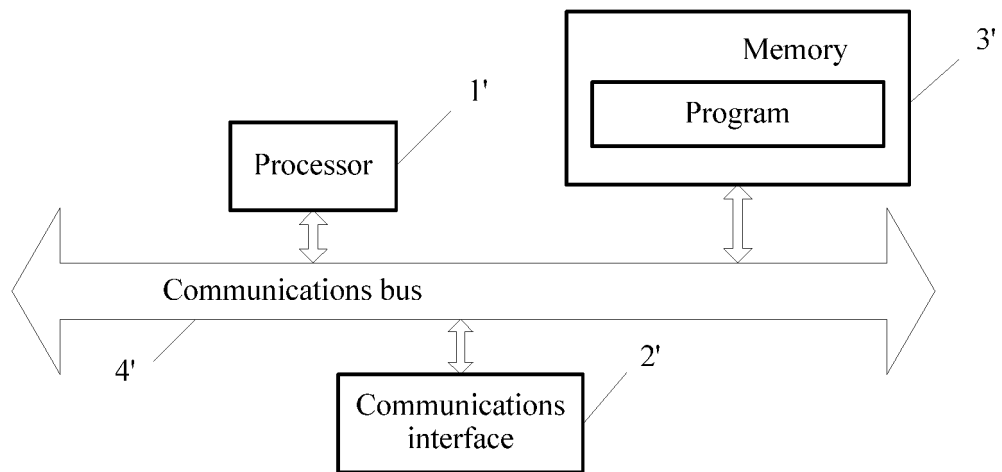 Memory
3'
Program
1'
Processor
Communications bus
4'
2'
Communications
interface